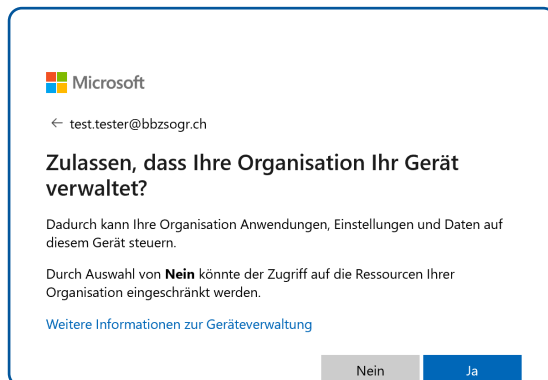 Microsoft
← test.tester@bbzsogr.ch
Zulassen, dass Ihre Organisation Ihr Gerät
verwaltet?
Dadurch kann Ihre Organisation Anwendungen, Einstellungen und Daten auf
diesem Gerät steuern.
Durch Auswahl von Nein könnte der Zugriff auf die Ressourcen Ihrer
Organisation eingeschränkt werden.
Weitere Informationen zur Geräteverwaltung
Nein Ja